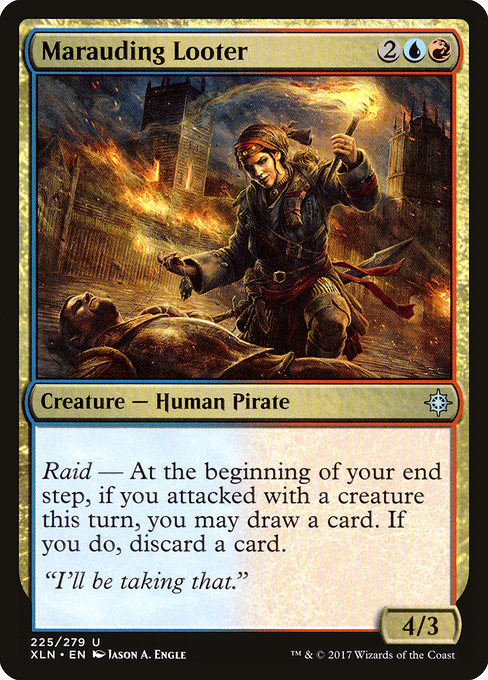 Marauding Looter 2
Creature — Human Pirate
Raid — At the beginning of your end
step, if you attacked with a creature
this turn, you may draw a card. If
you do, discard a card.
“I’ll be taking that.”
4/3
225/279 U
XLN • EN Jason A. Engle
™ & © 2017 Wizards of the Coast